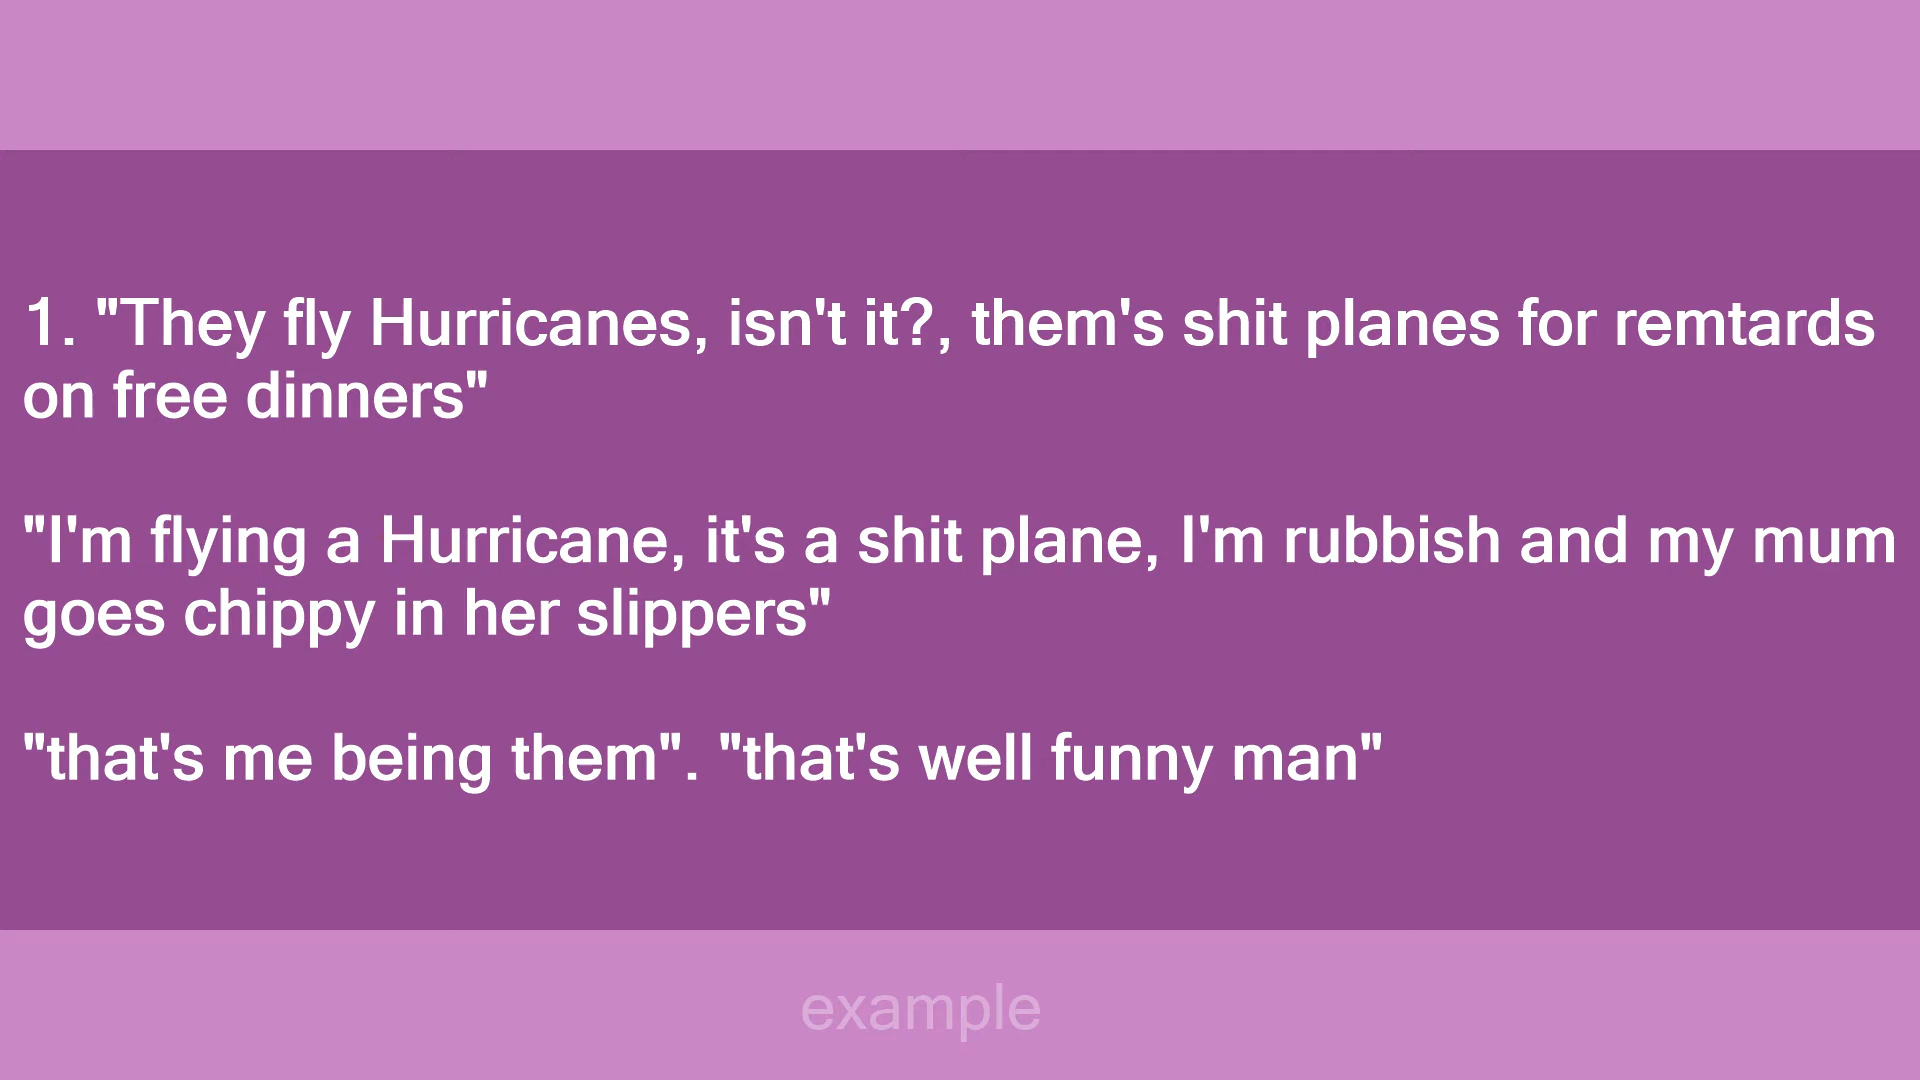 1. "They fly Hurricanes, isn't it?, them's shit planes for remtards
on free dinners"
"I'm flying a Hurricane, it's a shit plane, I'm rubbish and my mum
goes chippy in her slippers"
"that's me being them". "that's well funny man"
example